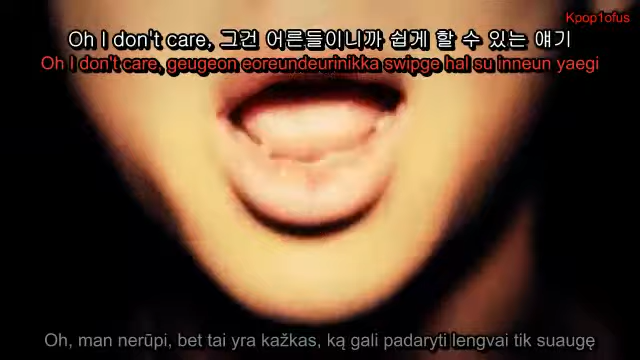 Kpop1ofus
Oh I don't care, 그건 어른들이니까 쉽게 할 수 있는 얘기
Oh I don't care, geugeon eoreundeurinikka swipge hal su inneun yaegi
Oh, man nerūpi, bet tai yra kažkas, ką gali padaryti lengvai tik suaugę